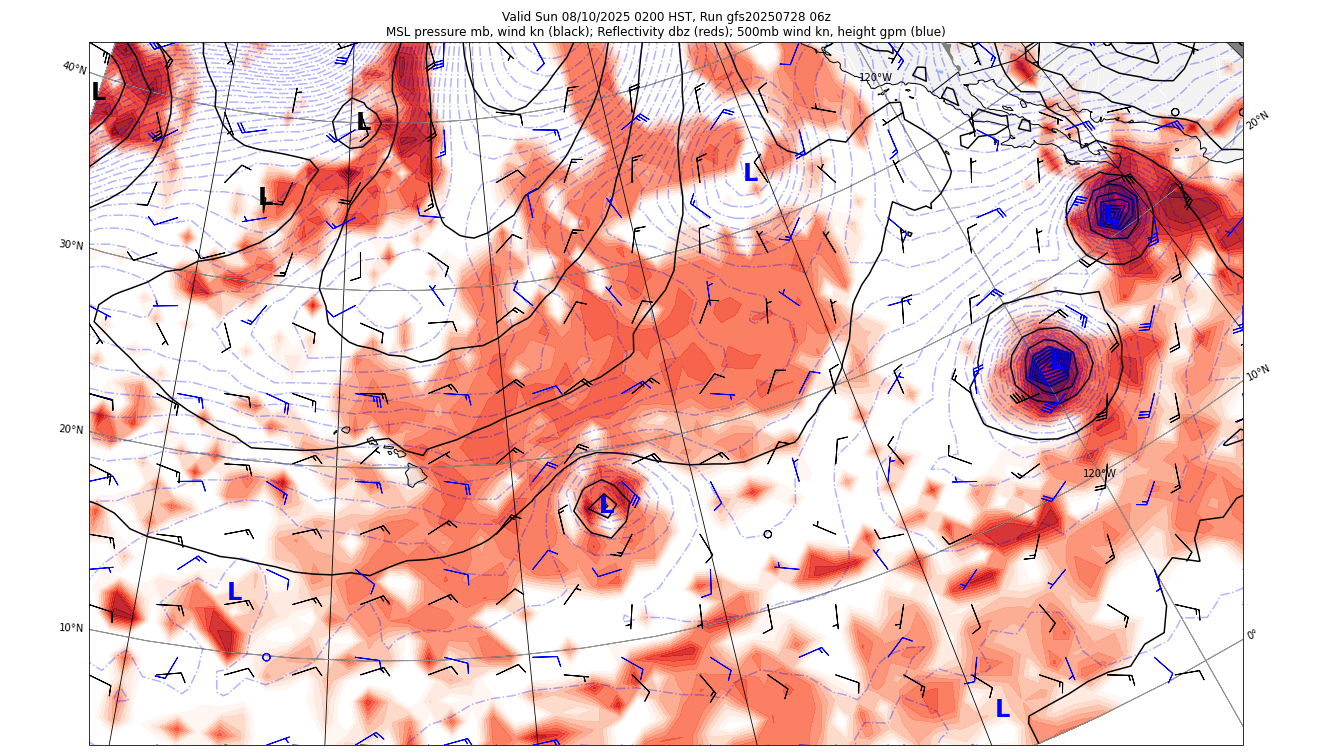 Valid Sun 08/10/2025 0200 HST, Run gfs20250728 06z
MSL pressure mb, wind kn (black); Reflectivity dbz (reds); 500mb wind kn, height gpm (blue)
40°N
120°W
20°N
L
L
L
L
L
30°N
10°N
20°N
120°W
L
L
10°N
0°
L